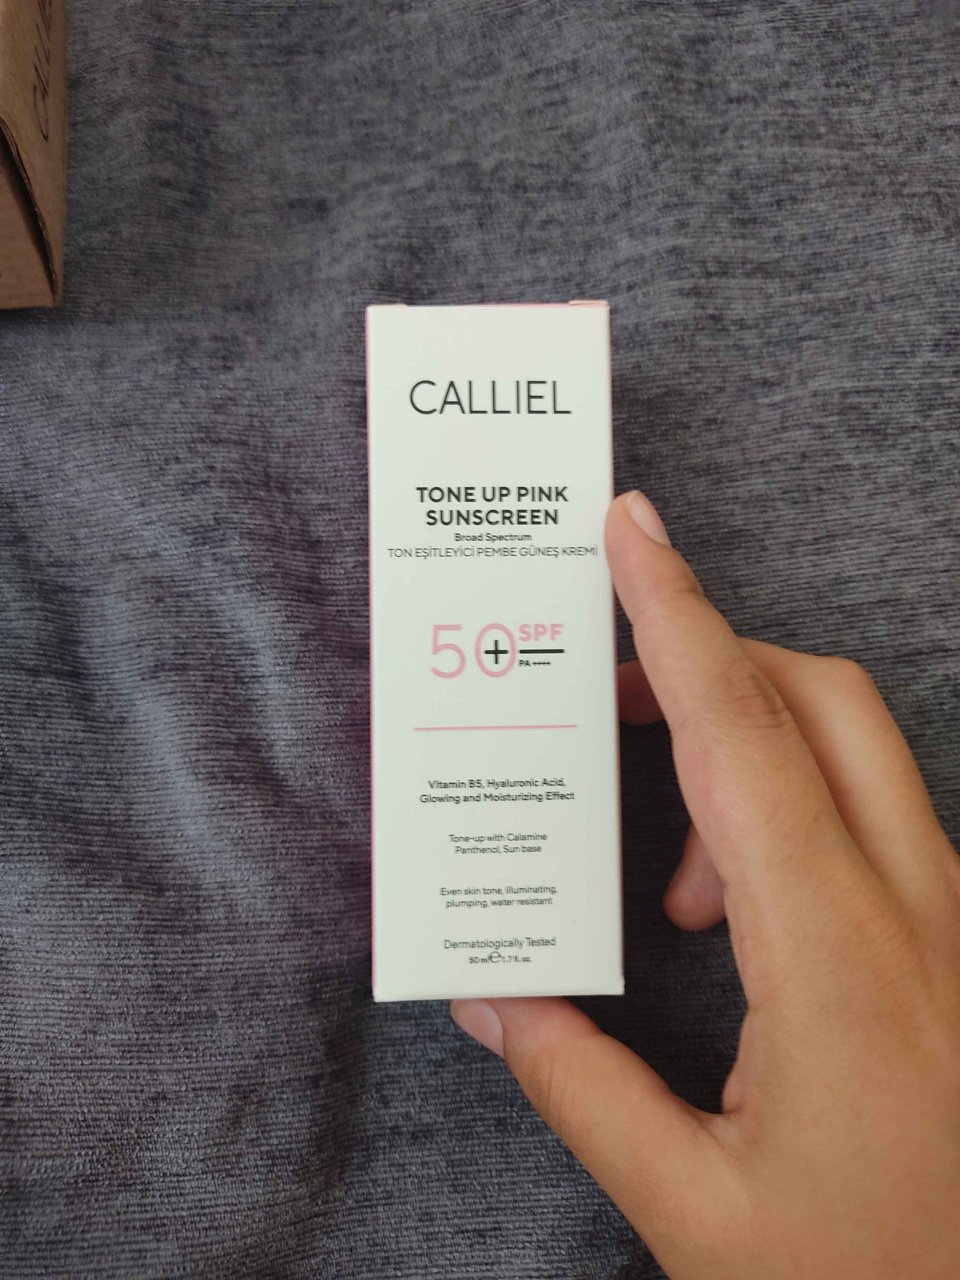 CALLIEL
TONE UP PINK
SUNSCREEN
Broad Spectrum
TON EŞİTLEYİCİ PEMBE GÜNEŞ KREMİ
50+ SPF
PA ++++
Vitamin B5, Hyaluronic Acid,
Glowing and Moisturizing Effect
Tone-up with Calamine
Panthenol, Sun base
Even skin tone, illuminating,
plumping, water resistant
Dermatologically Tested
50 ml ℮ 1.7 fl. oz.